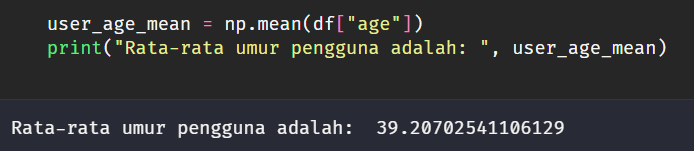 user_age_mean = np.mean(df["age"])
print("Rata-rata umur pengguna adalah: ", user_age_mean)
Rata-rata umur pengguna adalah:  39.20702541106129